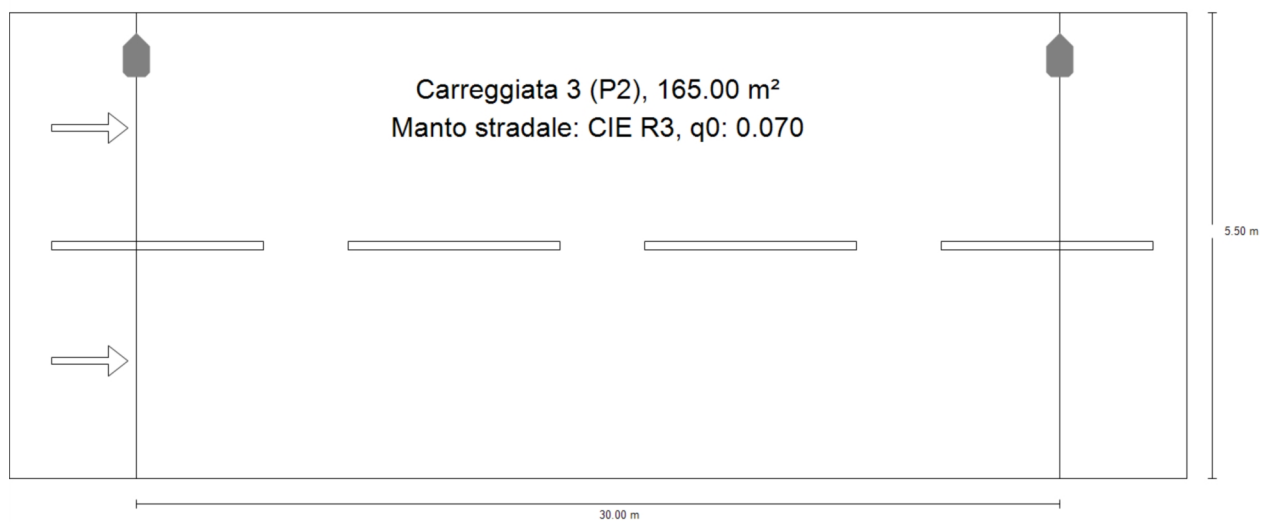 Carreggiata 3 (P2), 165.00 m²
Manto stradale: CIE R3, q0: 0.070
5.50 m
30.00 m